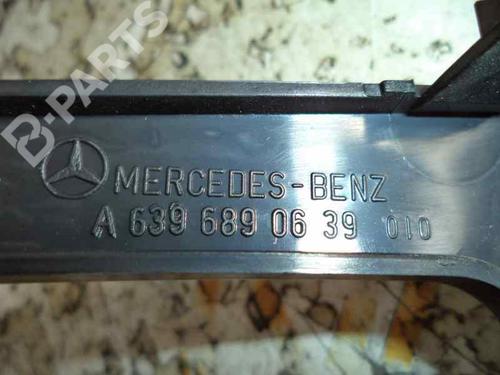 B-PARTS
MERCEDES-BENZ
A 639 689 06 39 010